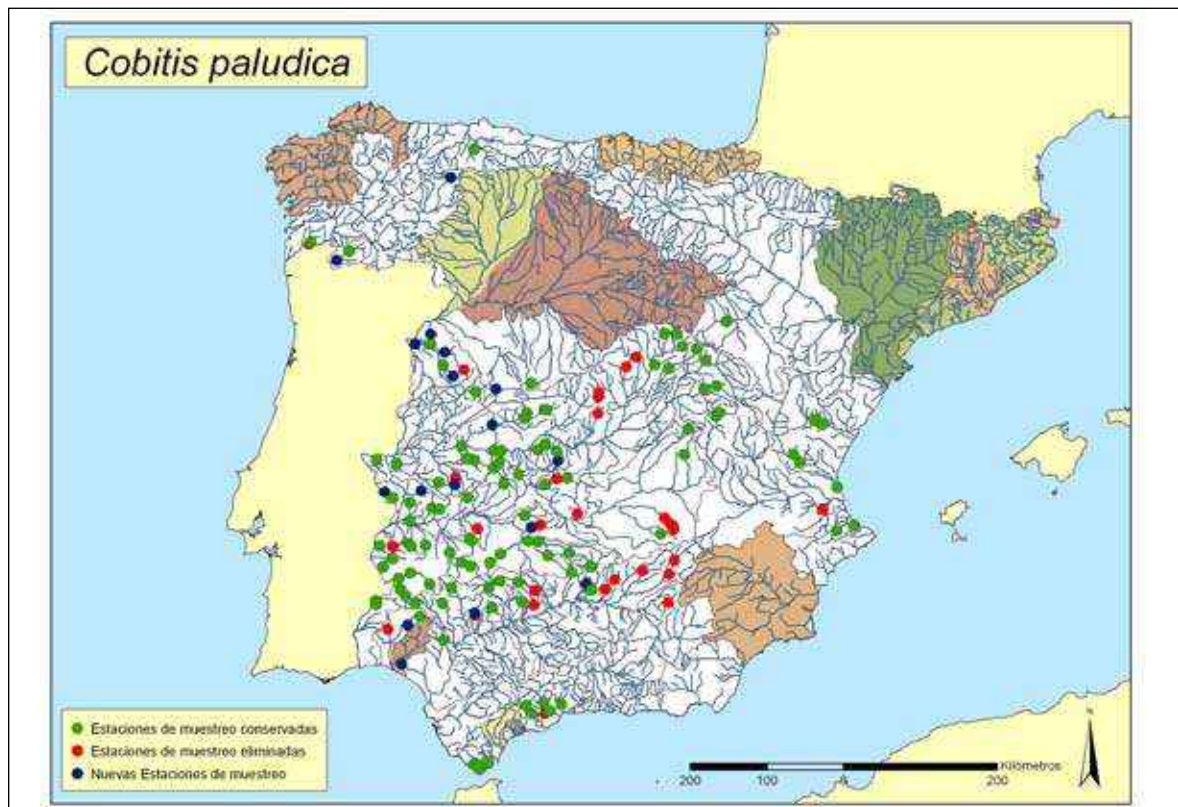 Cobitis paludica
Estaciones de muestreo conservadas
Estaciones de muestreo eliminadas
Nuevas Estaciones de muestreo
Kilómetros
200 100 0 200